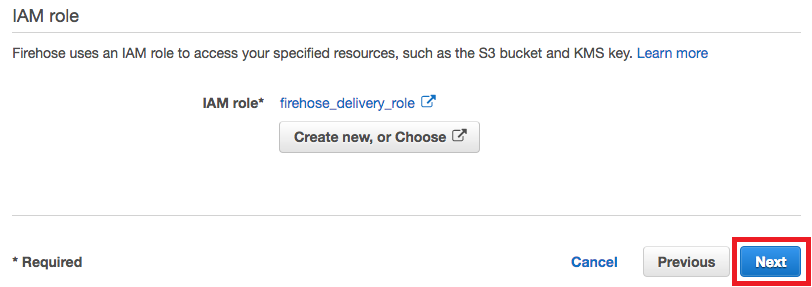 IAM role
Firehose uses an IAM role to access your specified resources, such as the S3 bucket and KMS key. Learn more
IAM role* firehose_delivery_role
Create new, or Choose
* Required Cancel Previous Next